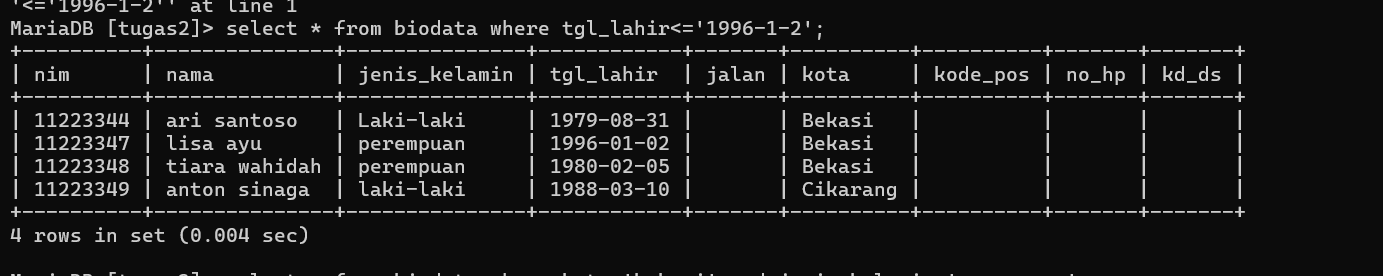 '<='1996-1-2'' at line 1
MariaDB [tugas2]> select * from biodata where tgl_lahir<='1996-1-2';
| nim | nama | jenis_kelamin | tgl_lahir | jalan | kota | kode_pos | no_hp | kd_ds |
| 11223344 | ari santoso | Laki-laki | 1979-08-31 | | Bekasi | | | |
| 11223347 | lisa ayu | perempuan | 1996-01-02 | | Bekasi | | | |
| 11223348 | tiara wahidah | perempuan | 1980-02-05 | | Bekasi | | | |
| 11223349 | anton sinaga | laki-laki | 1988-03-10 | | Cikarang | | | |
4 rows in set (0.004 sec)